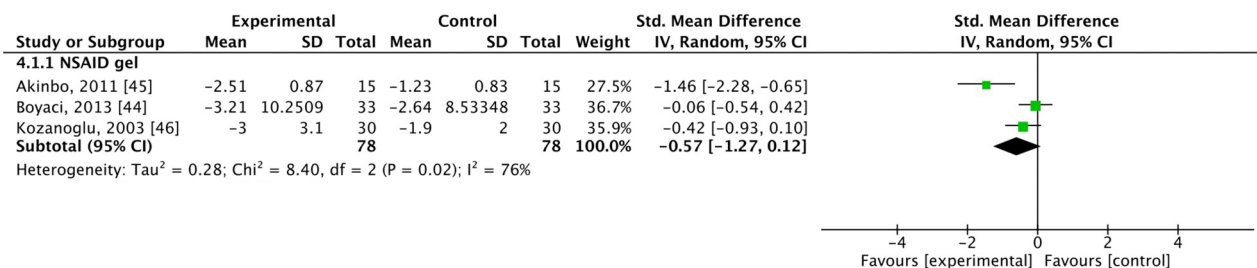 Experimental Control Std. Mean Difference Std. Mean Difference
Study or Subgroup Mean SD Total Mean SD Total Weight IV, Random, 95% CI IV, Random, 95% CI
4.1.1 NSAID gel
Akinbo, 2011 [45] −2.51 0.87 15 −1.23 0.83 15 27.5% −1.46 [−2.28, −0.65]
Boyaci, 2013 [44] −3.21 10.2509 33 −2.64 8.53348 33 36.7% −0.06 [−0.54, 0.42]
Kozanoglu, 2003 [46] −3 3.1 30 −1.9 2 30 35.9% −0.42 [−0.93, 0.10]
Subtotal (95% CI) 78 78 100.0% −0.57 [−1.27, 0.12]
Heterogeneity: Tau² = 0.28; Chi² = 8.40, df = 2 (P = 0.02); I² = 76%
−4 −2 0 2 4
Favours [experimental] Favours [control]